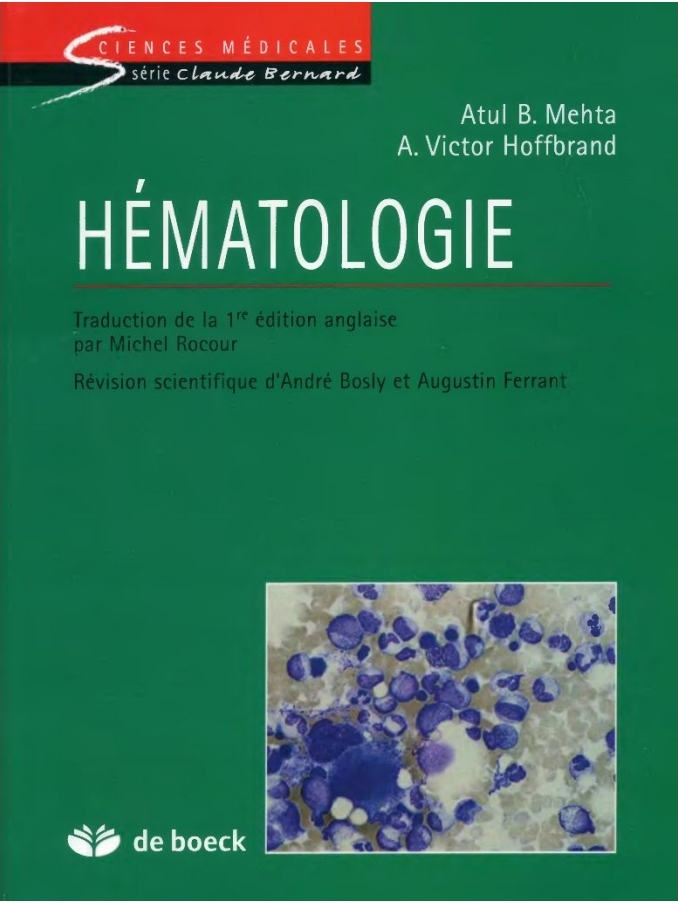 SCIENCES MÉDICALES
série Claude Bernard
Atul B. Mehta
A. Victor Hoffbrand
HÉMATOLOGIE
Traduction de la 1re édition anglaise
par Michel Rocour
Révision scientifique d'André Bosly et Augustin Ferrant
de boeck